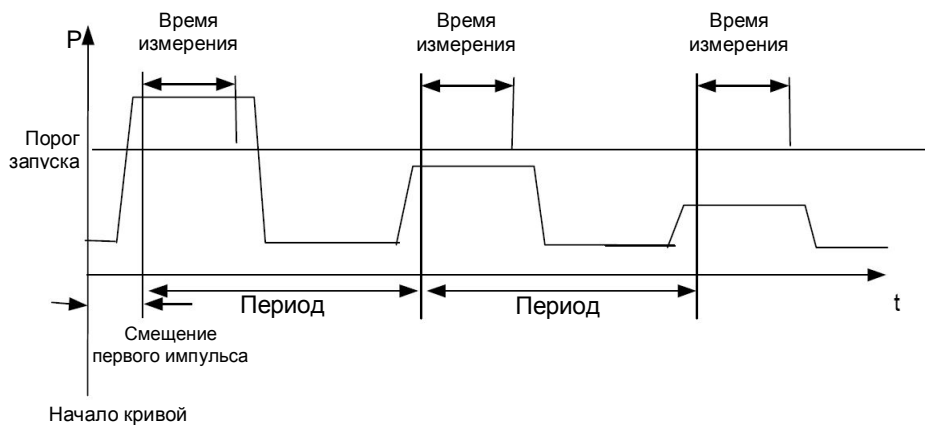 Время
измерения
Время
измерения
Время
измерения
P
Порог
запуска
Период
Период
t
Смещение
первого импульса
Начало кривой